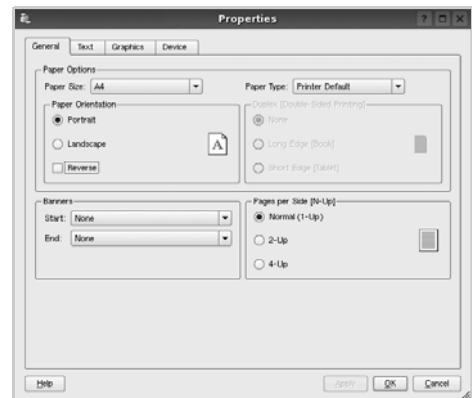 Properties
General Text Graphics Device
Paper Options
Paper Size: A4
Paper Type: Printer Default
Paper Orientation
Portrait
Landscape
Reverse
A
Duplex [Double-Sided Printing]
None
Long Edge [Book]
Short Edge [Tablet]
Banners
Start: None
End: None
Pages per Side [N-Up]
Normal (1-Up)
2-Up
4-Up
Help
Apply
OK
Cancel